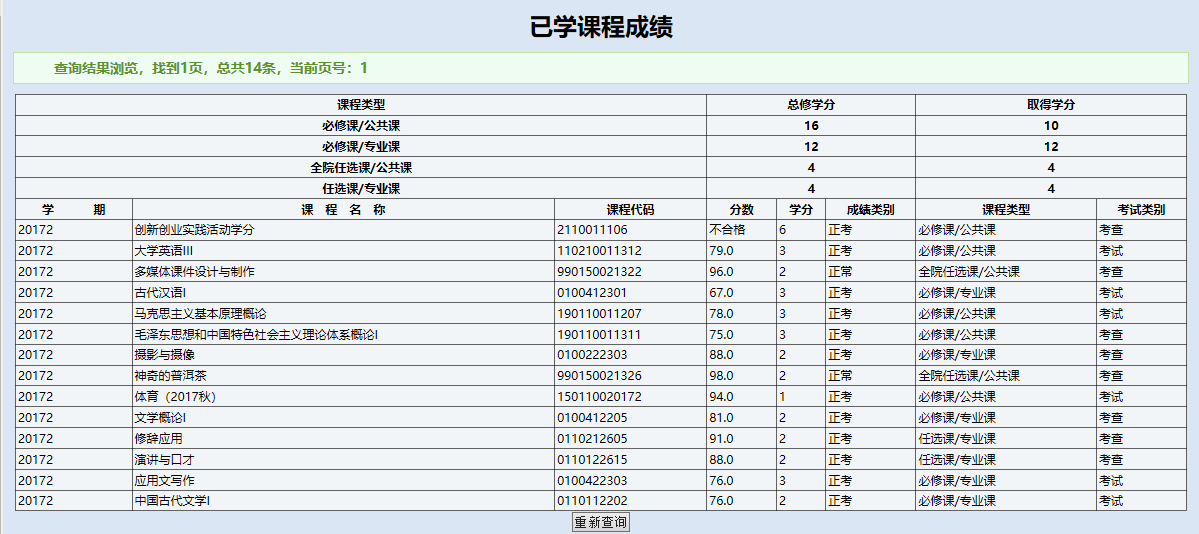 已学课程成绩
查询结果浏览，找到1页，总共14条，当前页号：1
课程类型 总修学分 取得学分
必修课/公共课 16 10
必修课/专业课 12 12
全院任选课/公共课 4 4
任选课/专业课 4 4
学 期 课 程 名 称 课程代码 分数 学分 成绩类别 课程类型 考试类别
20172 创新创业实践活动学分 2110011106 不合格 6 正考 必修课/公共课 考查
20172 大学英语III 110210011312 79.0 3 正考 必修课/公共课 考试
20172 多媒体课件设计与制作 990150021322 96.0 2 正常 全院任选课/公共课 考查
20172 古代汉语I 0100412301 67.0 3 正考 必修课/专业课 考试
20172 马克思主义基本原理概论 190110011207 78.0 3 正考 必修课/公共课 考试
20172 毛泽东思想和中国特色社会主义理论体系概论I 190110011311 75.0 3 正考 必修课/公共课 考查
20172 摄影与摄像 0100222303 88.0 2 正考 必修课/专业课 考查
20172 神奇的普洱茶 990150021326 98.0 2 正常 全院任选课/公共课 考查
20172 体育（2017秋） 150110020172 94.0 1 正考 必修课/公共课 考试
20172 文学概论I 0100412205 81.0 2 正考 必修课/专业课 考查
20172 修辞应用 0110212605 91.0 2 正考 任选课/专业课 考查
20172 演讲与口才 0110122615 88.0 2 正考 任选课/专业课 考查
20172 应用文写作 0100422303 76.0 3 正考 必修课/专业课 考试
20172 中国古代文学I 0110112202 76.0 2 正考 必修课/专业课 考试
重新查询